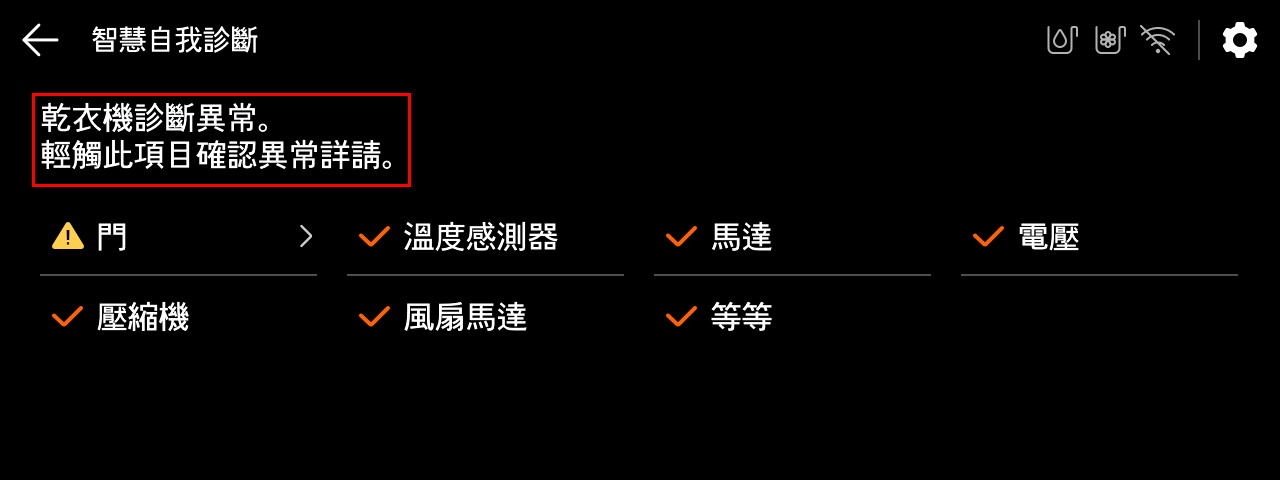 智慧自我診斷
乾衣機診斷異常。
輕觸此項目確認異常詳請。
門
溫度感測器
馬達
電壓
壓縮機
風扇馬達
等等